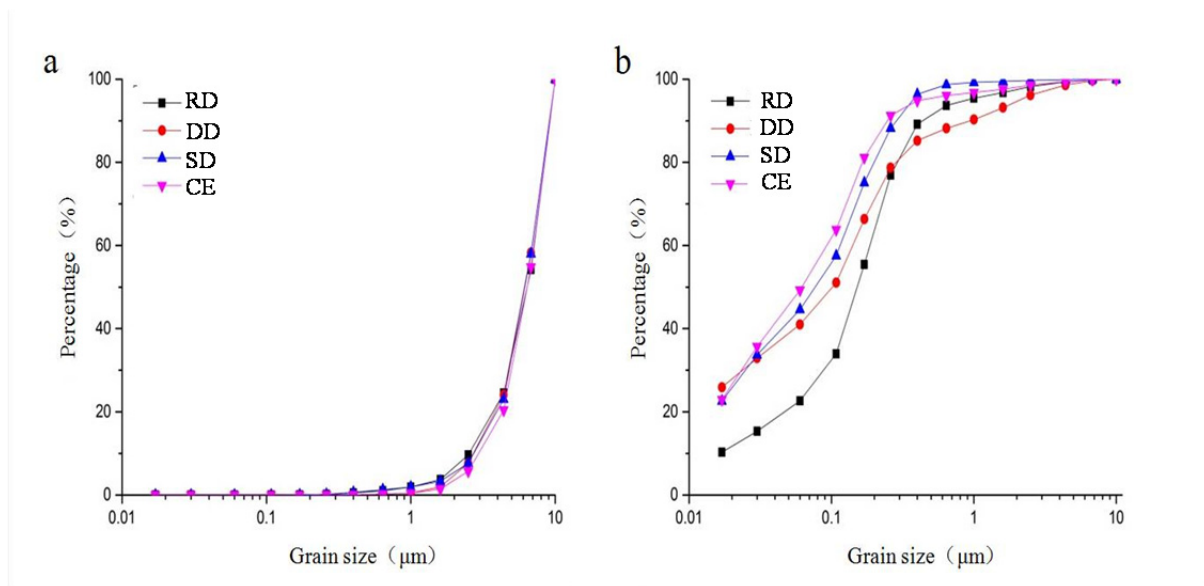 a
100
80
60
40
20
0
Percentage（%）
RD
DD
SD
CE
0.01
0.1
1
10
Grain size（μm）
b
100
80
60
40
20
0
Percentage（%）
RD
DD
SD
CE
0.01
0.1
1
10
Grain size（μm）